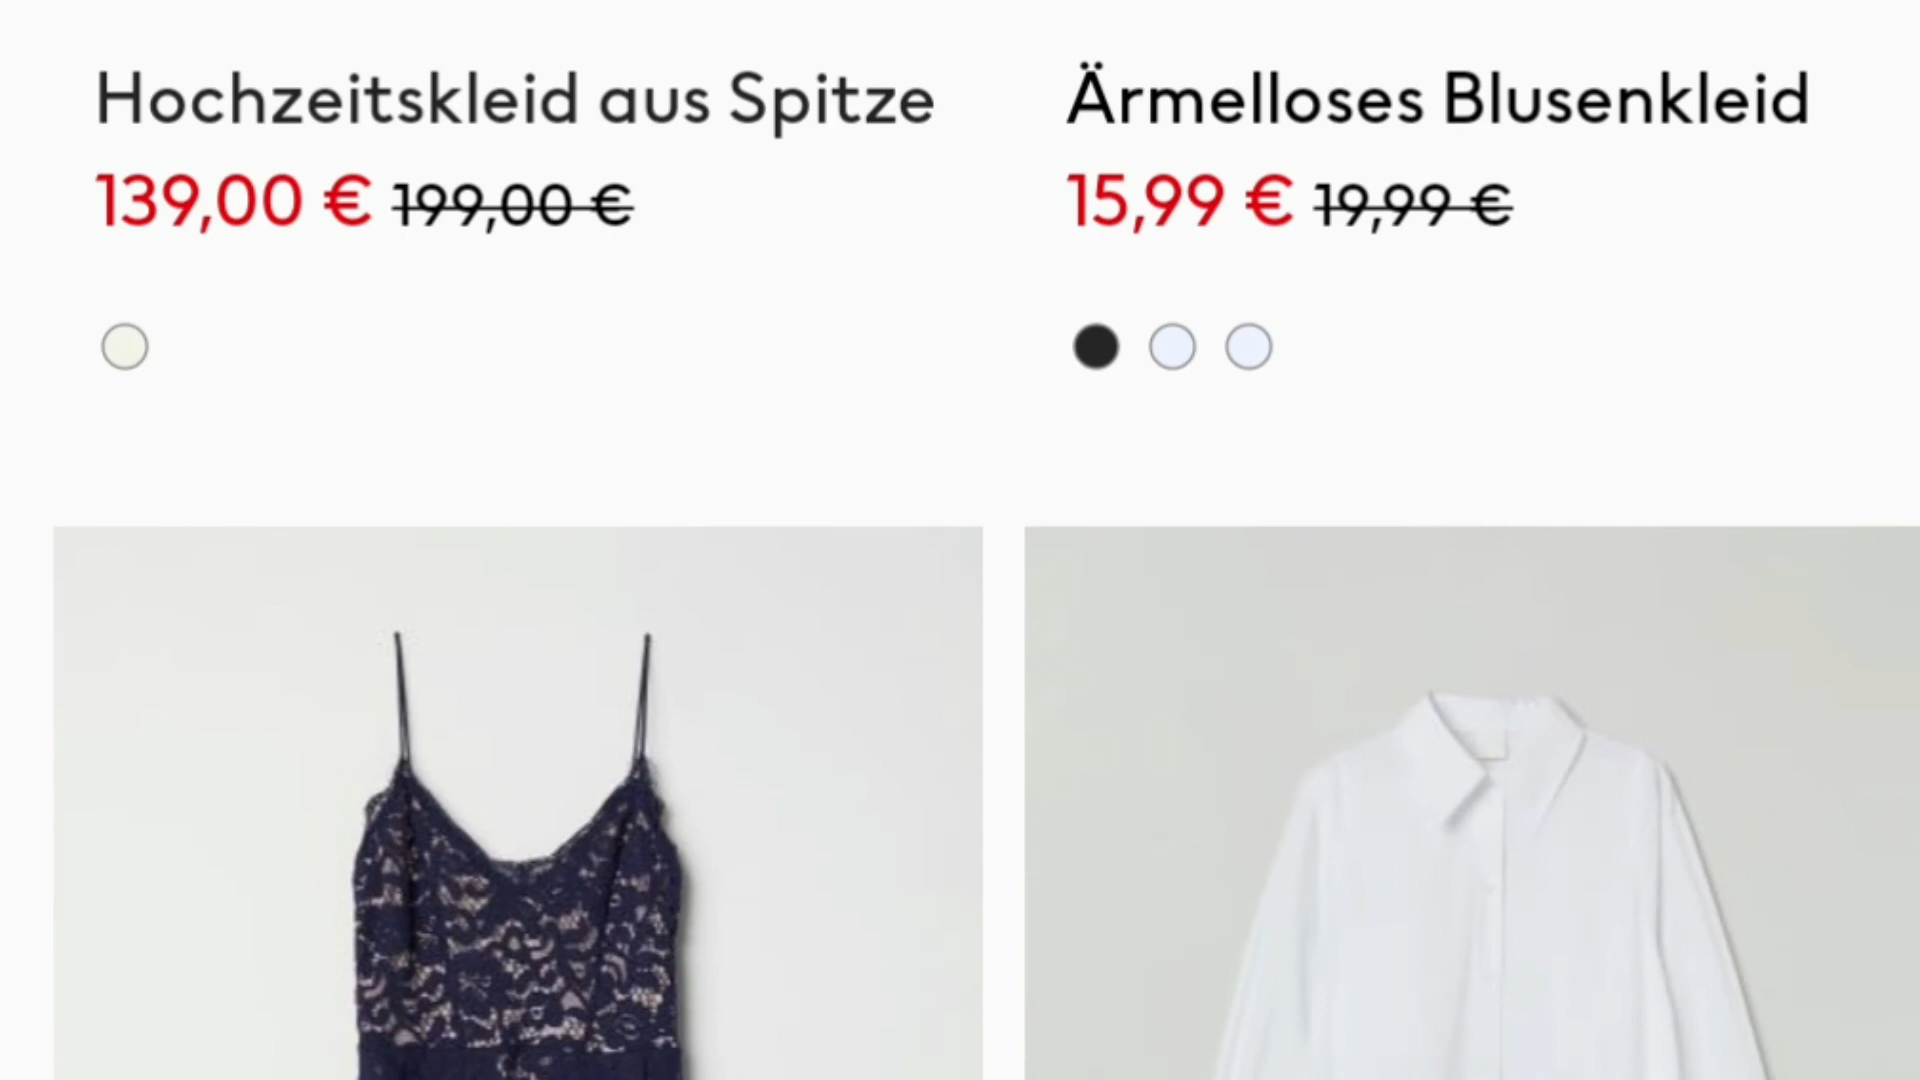 Hochzeitskleid aus Spitze
139,00 € 199,00 €
Ärmelloses Blusenkleid
15,99 € 19,99 €